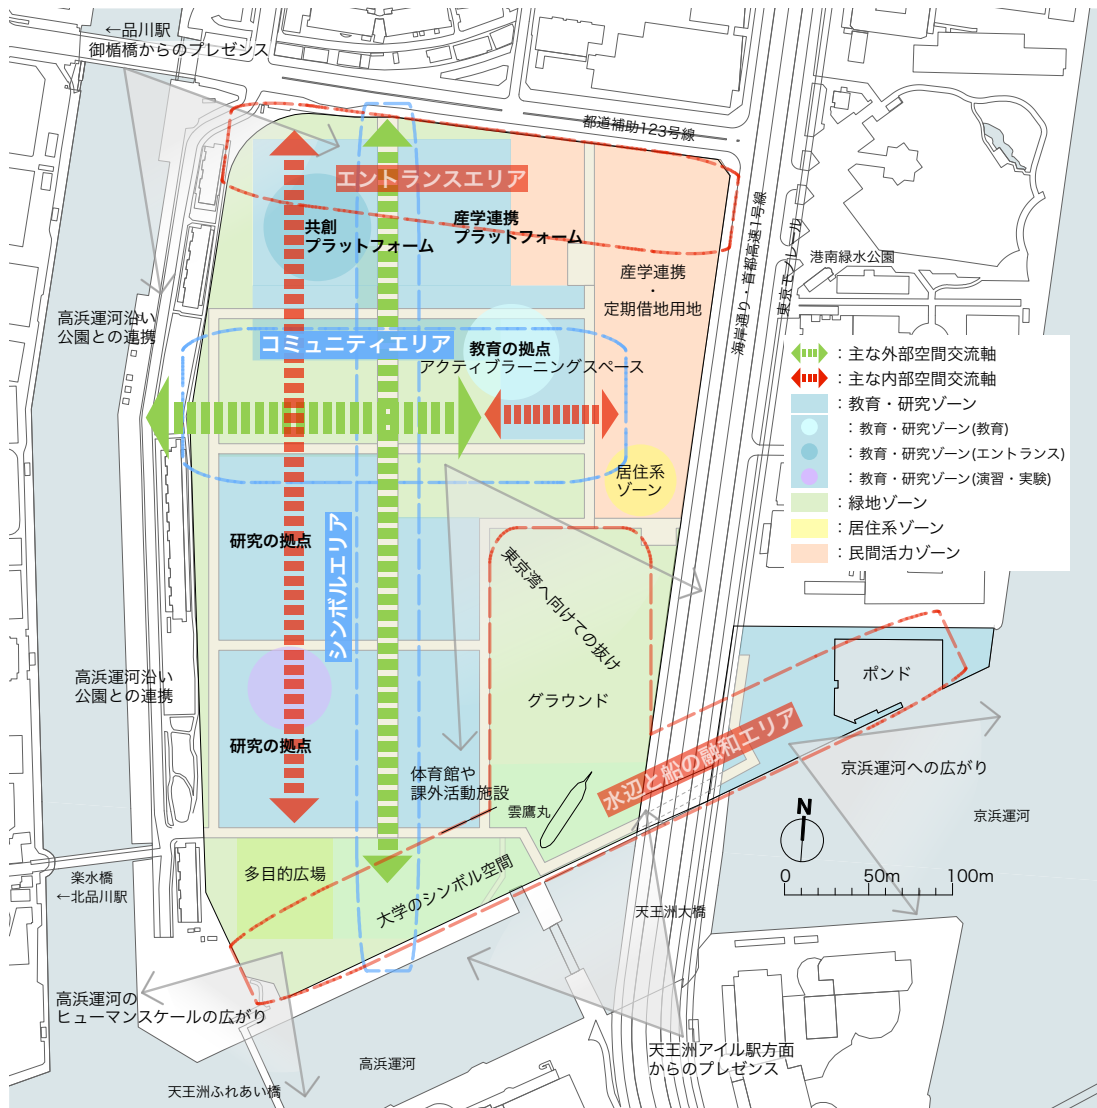 ←品川駅
御楯橋からのプレゼンス
都道補助123号線
エントランスエリア
共創
プラットフォーム
産学連携
プラットフォーム
産学連携
・
定期借地用地
海岸通り・首都高速1号線
東京モノレール
港南緑水公園
高浜運河沿い
公園との連携
コミュニティエリア
教育の拠点
アクティブラーニングスペース
：主な外部空間交流軸
：主な内部空間交流軸
：教育・研究ゾーン
：教育・研究ゾーン(教育)
：教育・研究ゾーン(エントランス)
：教育・研究ゾーン(演習・実験)
：緑地ゾーン
：居住系ゾーン
：民間活力ゾーン
居住系
ゾーン
研究の拠点
シンボルエリア
東京湾へ向けての抜け
高浜運河沿い
公園との連携
グラウンド
ポンド
研究の拠点
水辺と船の融和エリア
体育館や
課外活動施設
雲鷹丸
京浜運河への広がり
京浜運河
N
0 50m 100m
多目的広場
大学のシンボル空間
楽水橋
←北品川駅
天王洲大橋
高浜運河の
ヒューマンスケールの広がり
天王洲アイル駅方面
からのプレゼンス
高浜運河
天王洲ふれあい橋